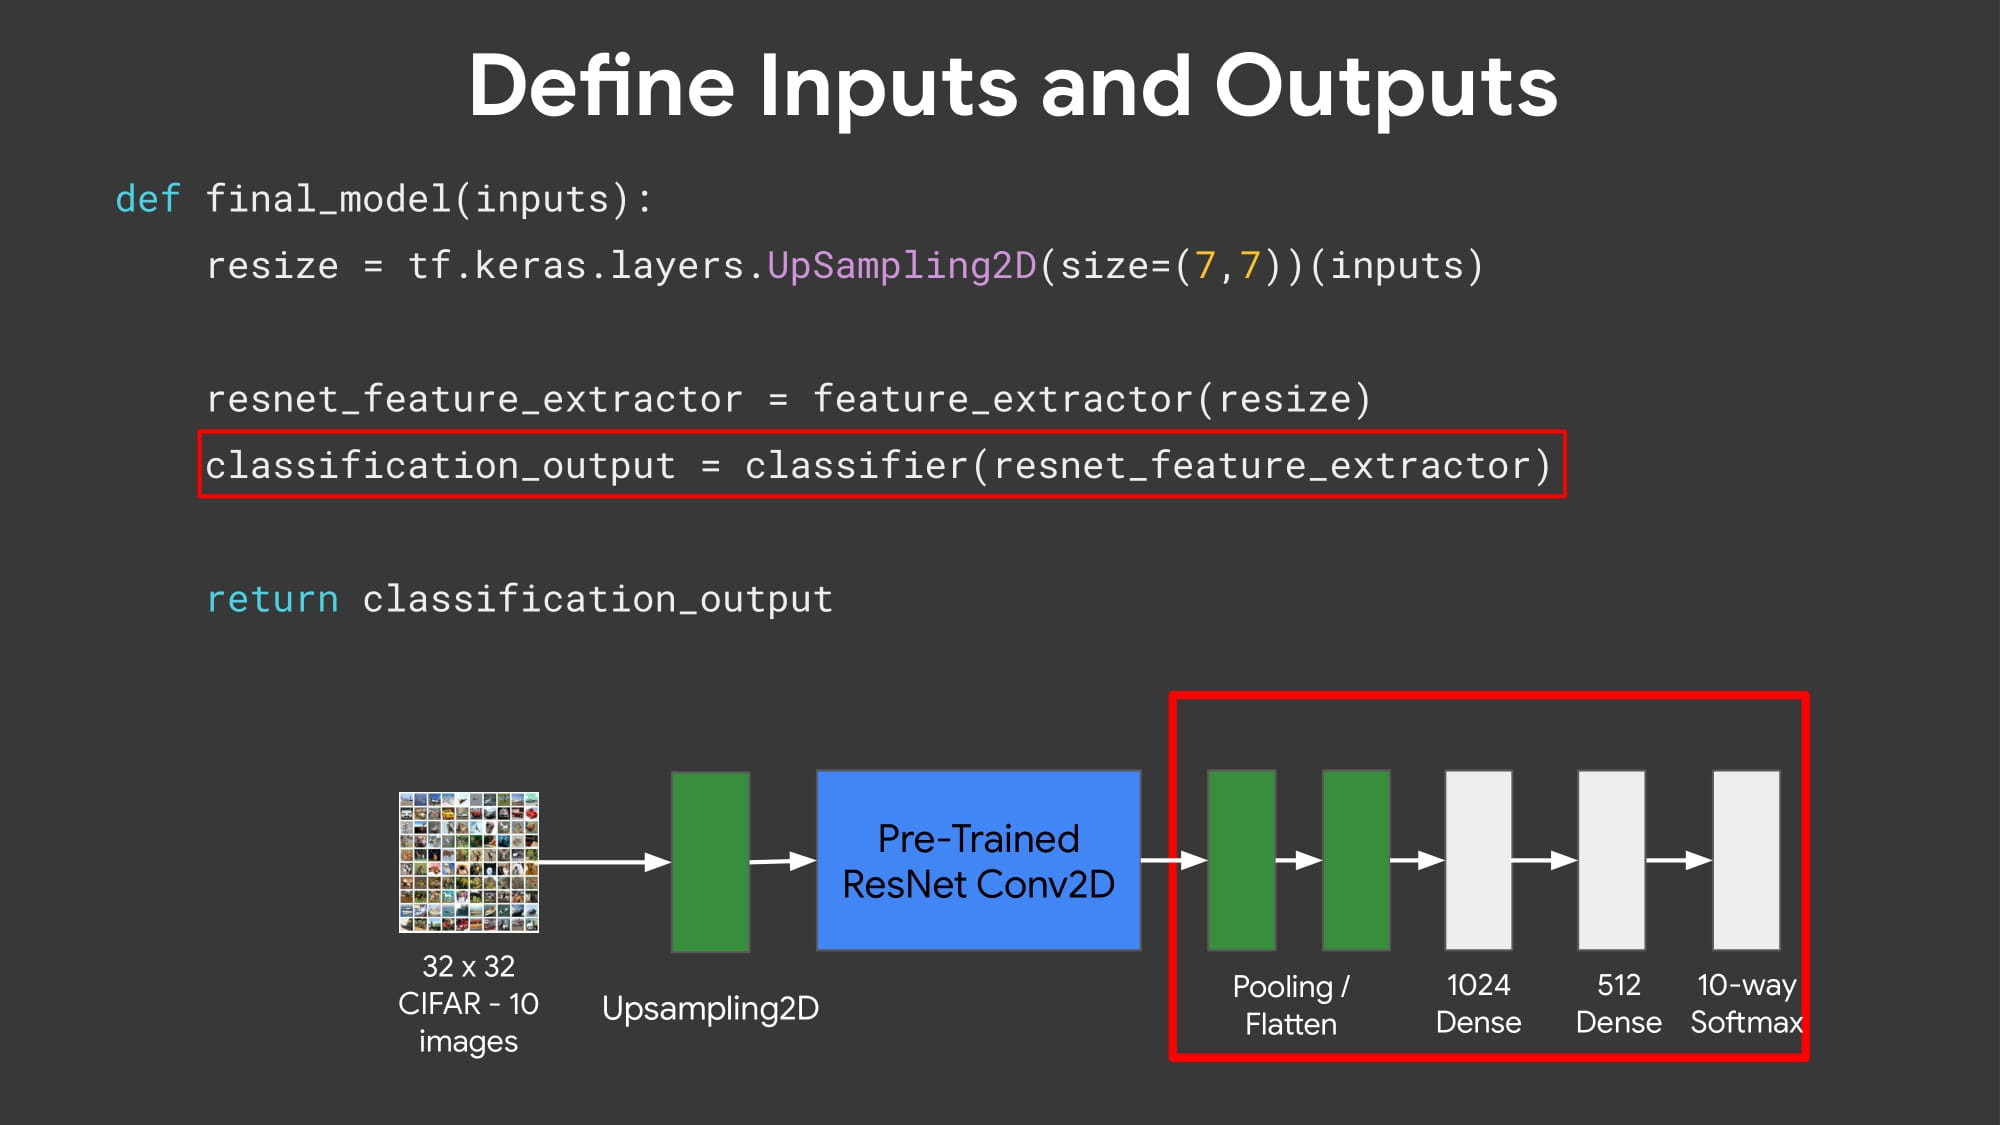 Define Inputs and Outputs
def final_model(inputs):
resize = tf.keras.layers.UpSampling2D(size=(7,7))(inputs)
resnet_feature_extractor = feature_extractor(resize)
classification_output = classifier(resnet_feature_extractor)
return classification_output
Pre-Trained
ResNet Conv2D
32 x 32
CIFAR - 10
images
Upsampling2D
Pooling /
Flatten
1024
Dense
512
Dense
10-way
Softmax